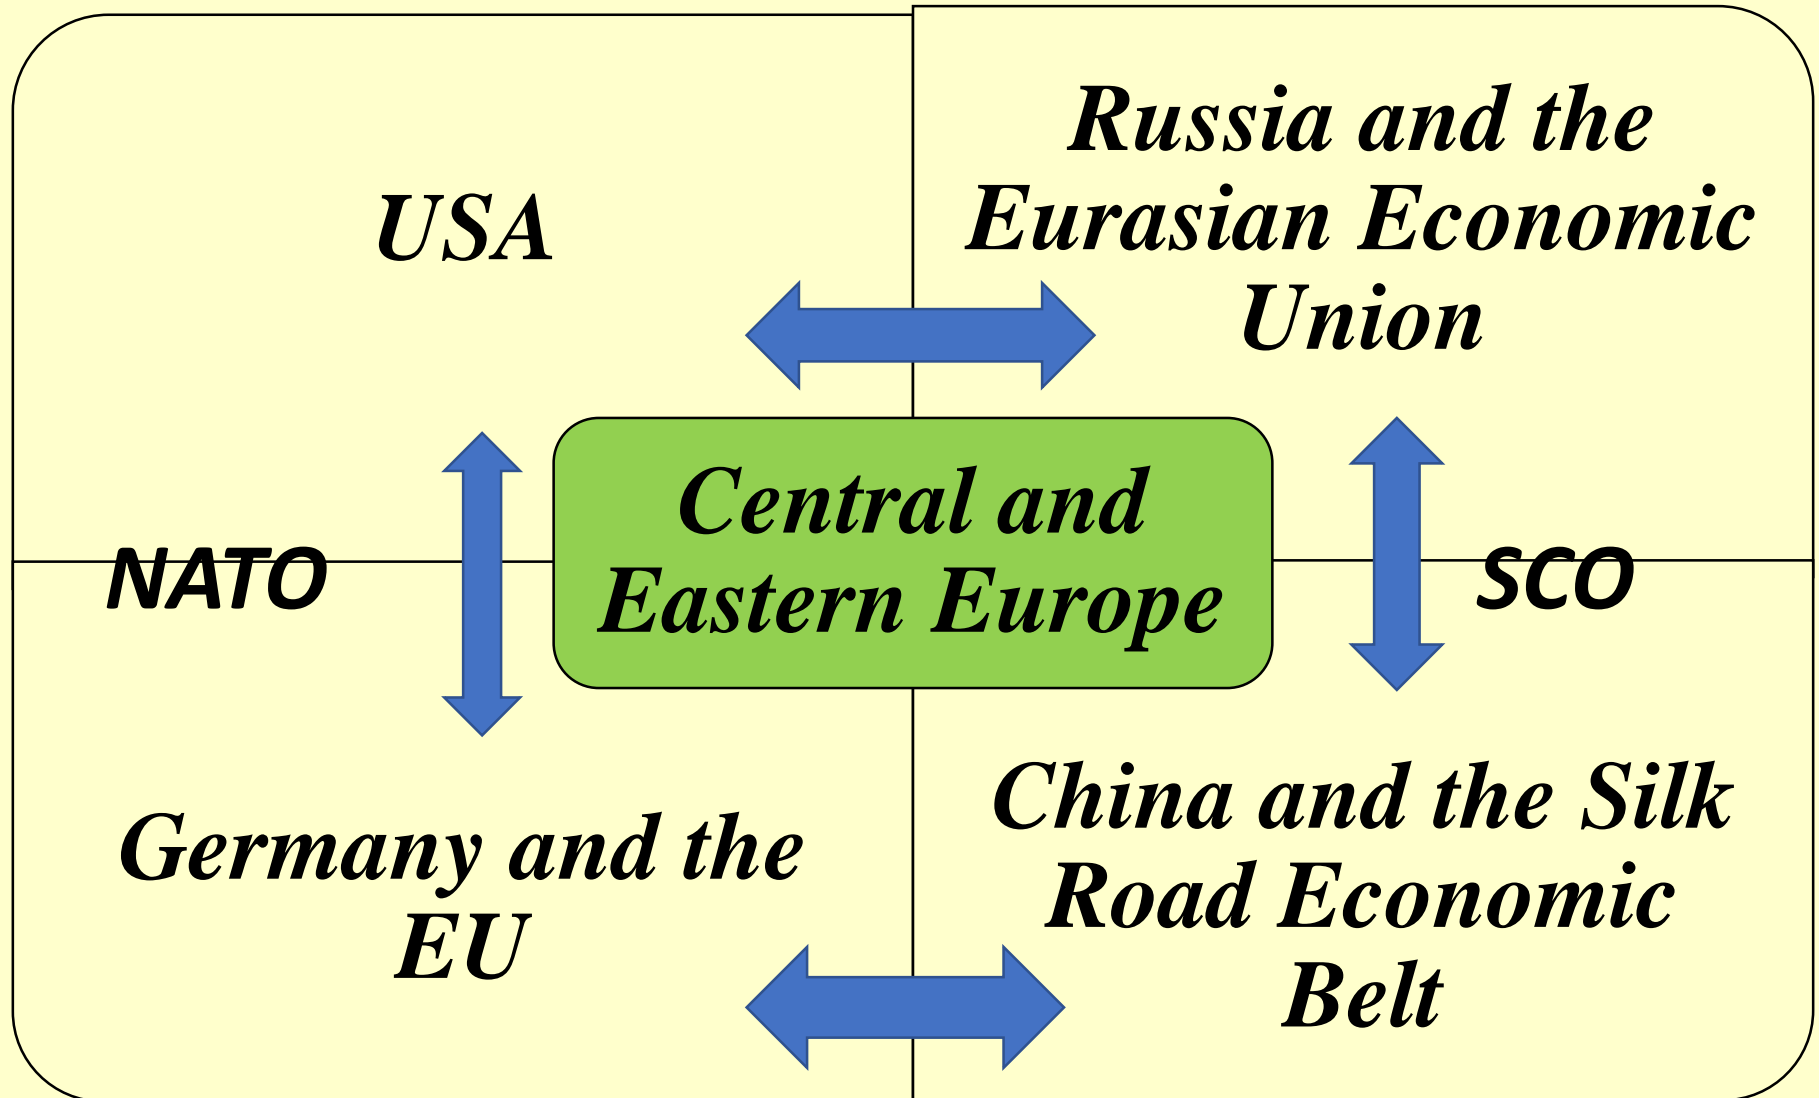 USA
Russia and the
Eurasian Economic
Union
Central and
Eastern Europe
NATO
SCO
Germany and the
EU
China and the Silk
Road Economic
Belt